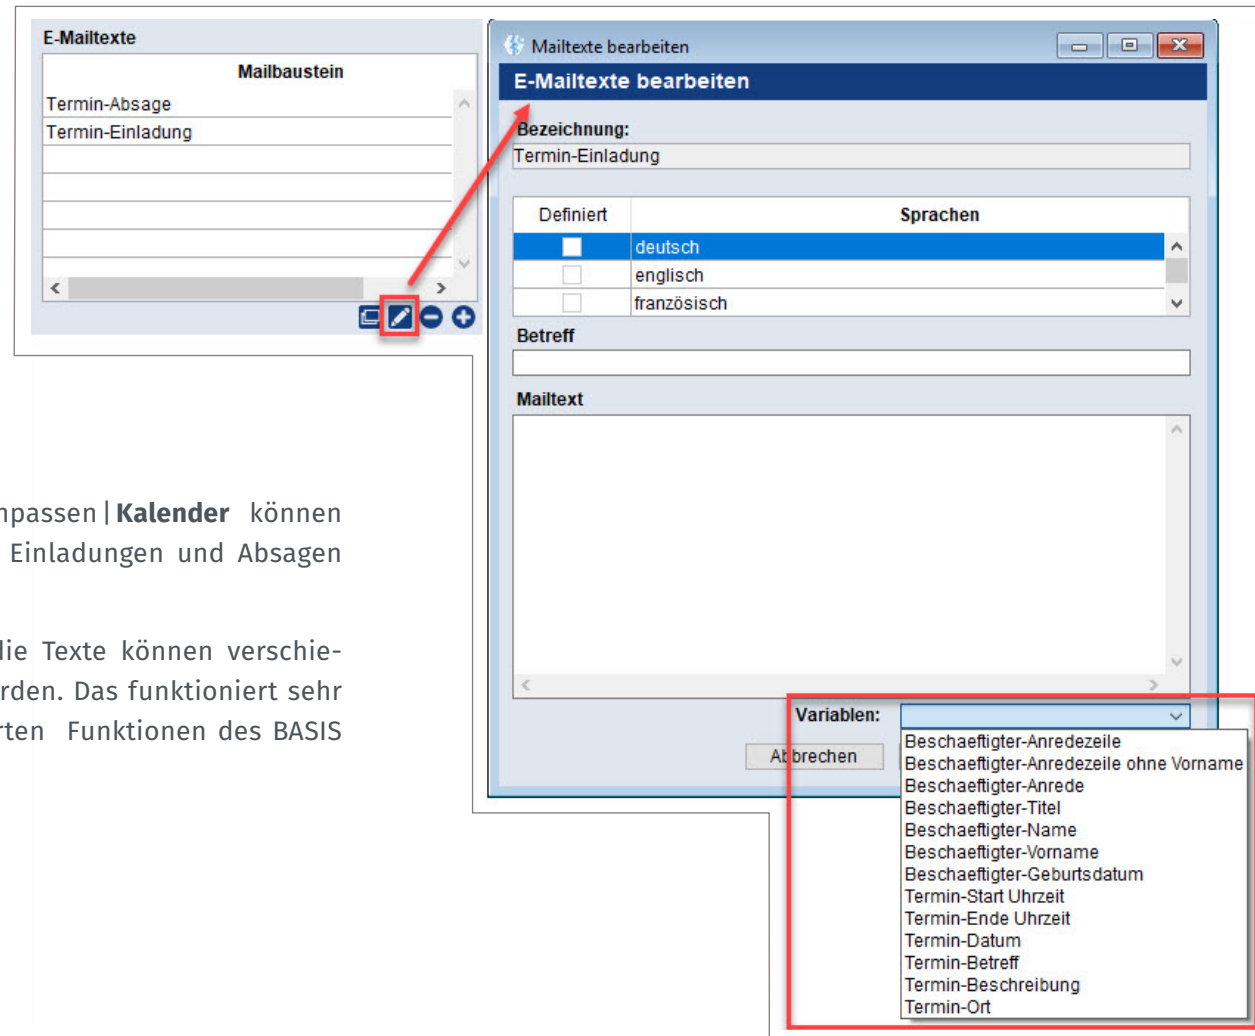 E-Mailtexte
Mailbaustein
Termin-Absage
Termin-Einladung
Mailtexte bearbeiten
E-Mailtexte bearbeiten
Bezeichnung:
Termin-Einladung
Definiert Sprachen
deutsch
englisch
französisch
Betreff
Mailtext
npassen|Kalender können
Einladungen und Absagen
die Texte können verschie-
rden. Das funktioniert sehr
rten Funktionen des BASIS
Variablen:
Abbrechen
Beschaeftigter-Anredezeile
Beschaeftigter-Anredezeile ohne Vorname
Beschaeftigter-Anrede
Beschaeftigter-Titel
Beschaeftigter-Name
Beschaeftigter-Vorname
Beschaeftigter-Geburtsdatum
Termin-Start Uhrzeit
Termin-Ende Uhrzeit
Termin-Datum
Termin-Betreff
Termin-Beschreibung
Termin-Ort